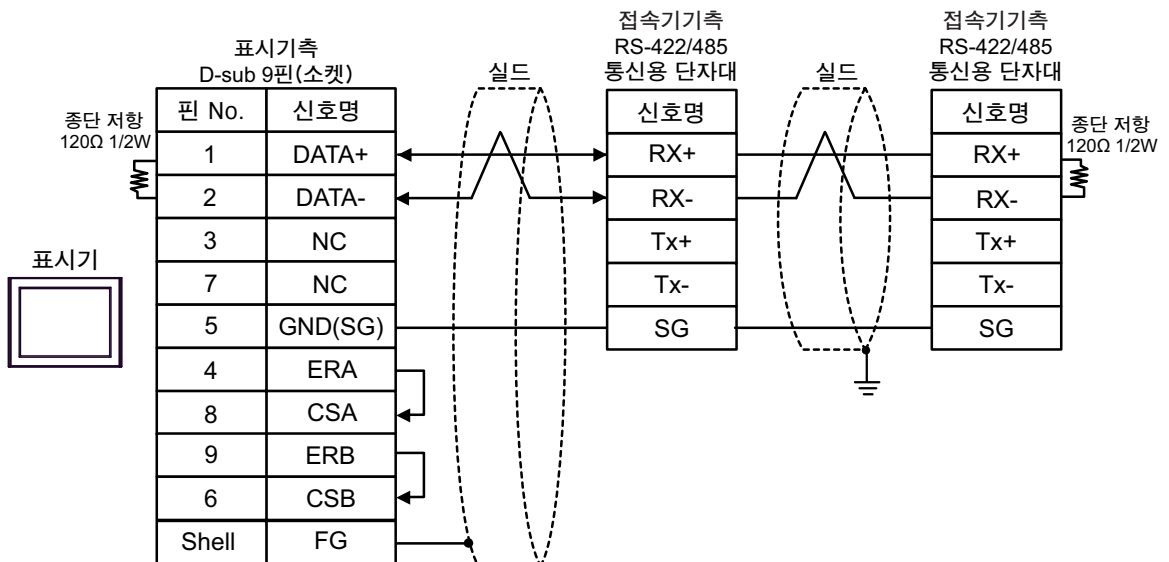 표시기측
D-sub 9핀(소켓)
종단 저항
120Ω 1/2W
핀 No. 신호명
1 DATA+
2 DATA-
3 NC
7 NC
5 GND(SG)
4 ERA
8 CSA
9 ERB
6 CSB
Shell FG
표시기
실드
접속기기측
RS-422/485
통신용 단자대
신호명
RX+
RX-
Tx+
Tx-
SG
실드
접속기기측
RS-422/485
통신용 단자대
신호명
RX+
RX-
Tx+
Tx-
SG
종단 저항
120Ω 1/2W